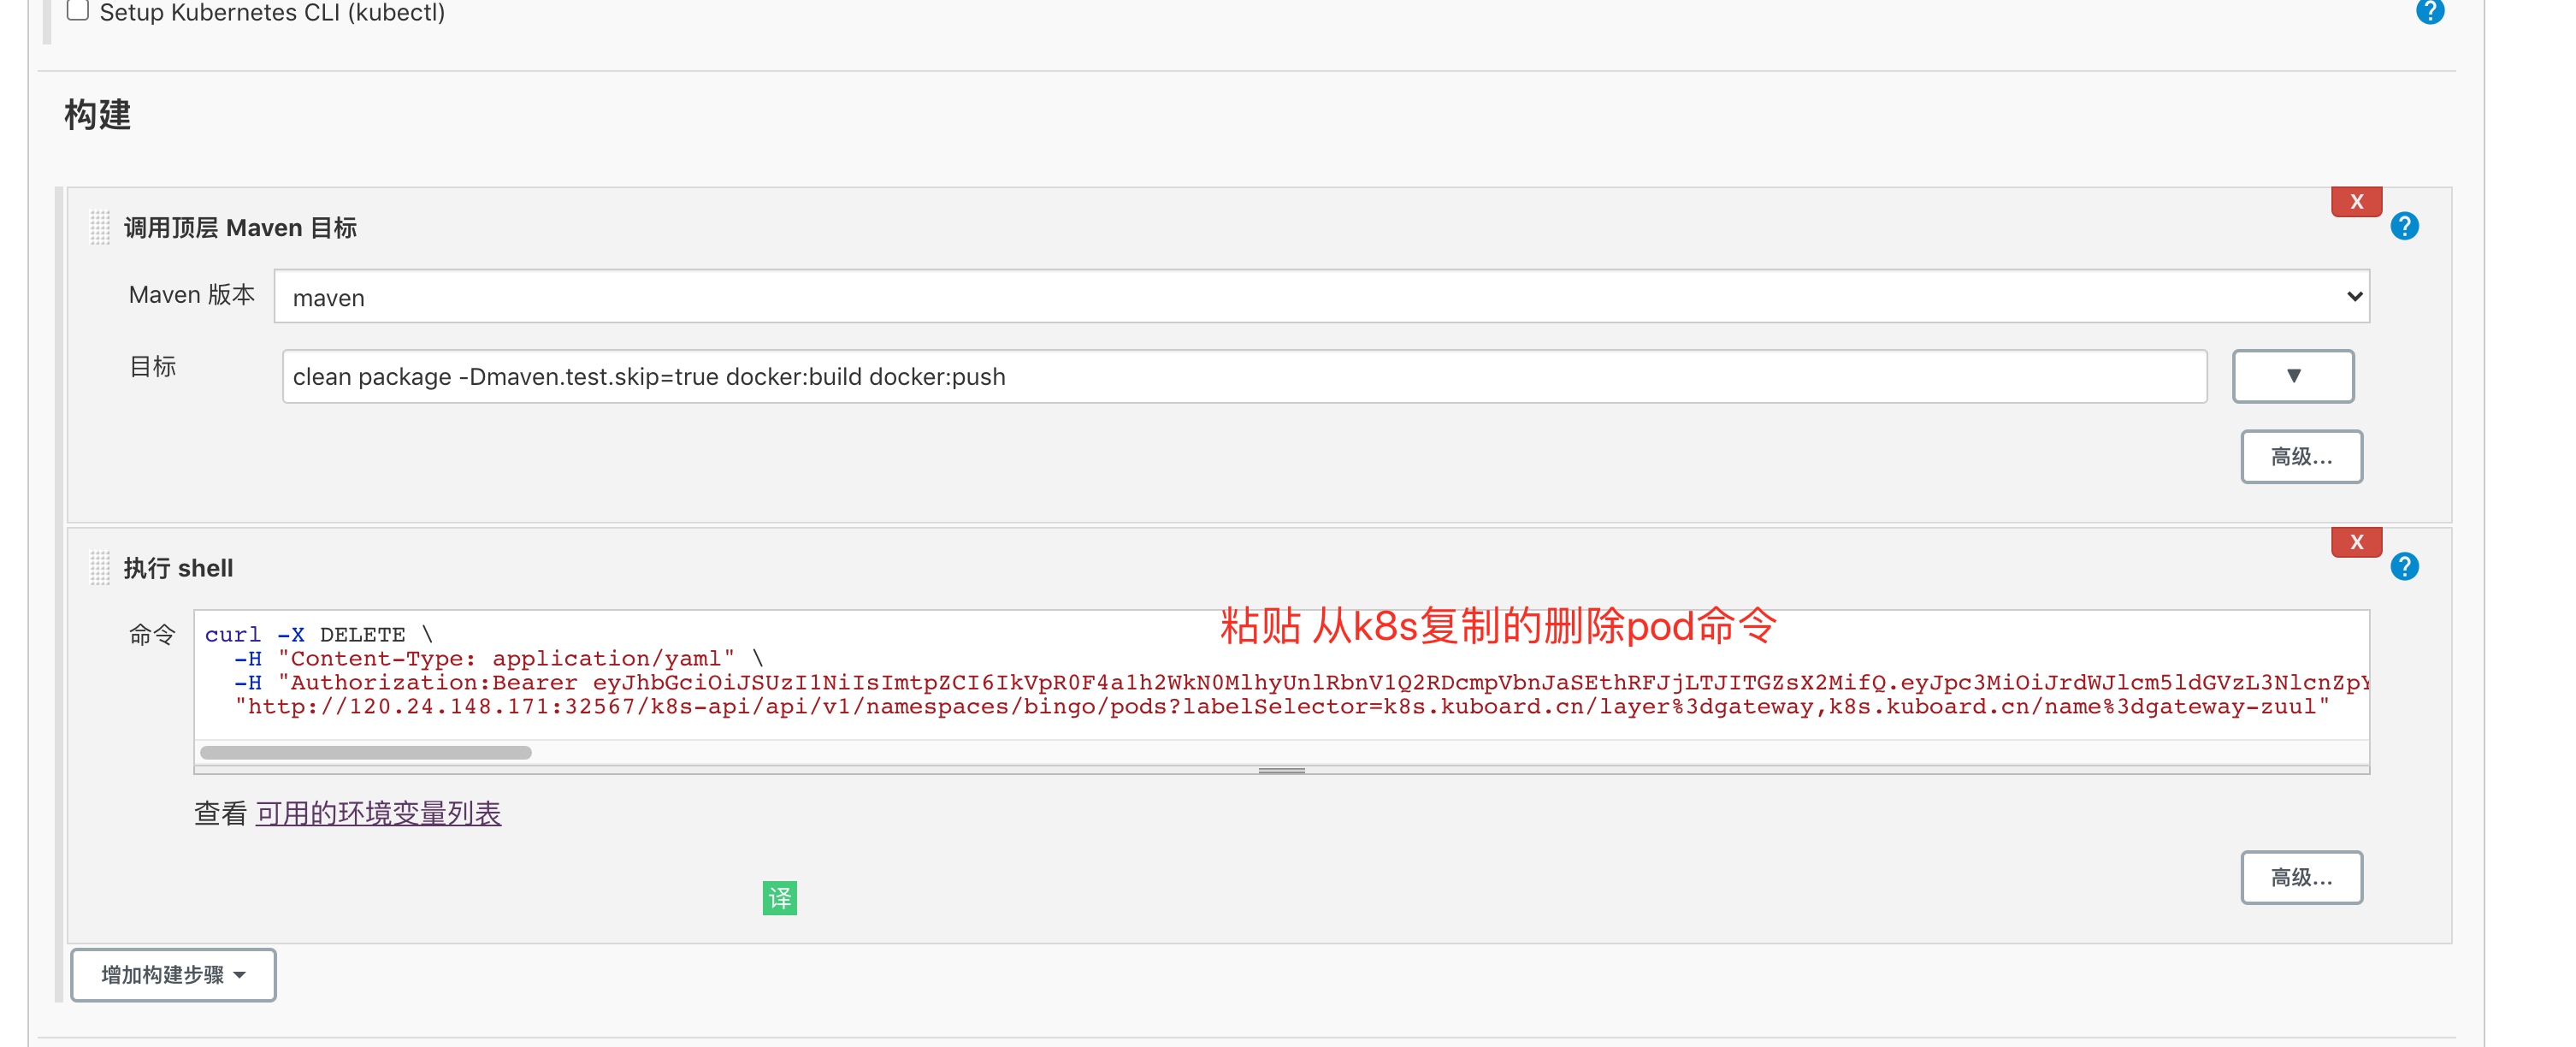 Setup Kubernetes CLI (kubectl)
?
构建
X
调用顶层 Maven 目标
?
Maven 版本
maven
目标
clean package -Dmaven.test.skip=true docker:build docker:push
▼
高级...
X
执行 shell
?
粘贴 从k8s复制的删除pod命令
命令
curl -X DELETE \
-H "Content-Type: application/yaml" \
-H "Authorization:Bearer
"http://120.24.148.171:32567/k8s-api/api/v1/namespaces/bingo/pods?labelSelector=k8s.kuboard.cn/layer%3dgateway,k8s.kuboard.cn/name%3dgateway-zuul"
查看 可用的环境变量列表
高级...
译
增加构建步骤